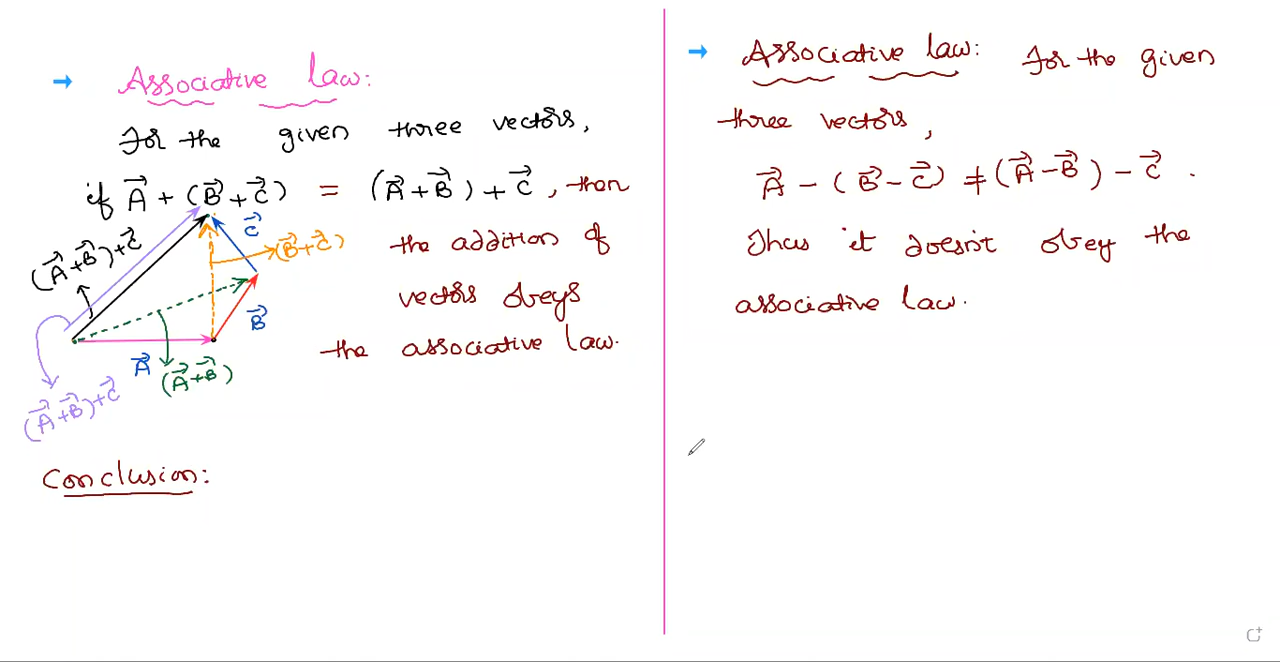 → Associative law:
For the given three vectors,
if A⃗ + (B⃗ + C⃗) = (A⃗ + B⃗) + C⃗, then
the addition of
vectors obeys
the associative law.
(A⃗ + B⃗) + C⃗
C⃗
(B⃗ + C⃗)
B⃗
A⃗
(A⃗ + B⃗)
(A⃗ + B⃗) + C⃗
Conclusion:
→ Associative law: For the given
three vectors,
A⃗ - (B⃗ - C⃗) ≠ (A⃗ - B⃗) - C⃗ .
Thus it doesn't obey the
associative law.